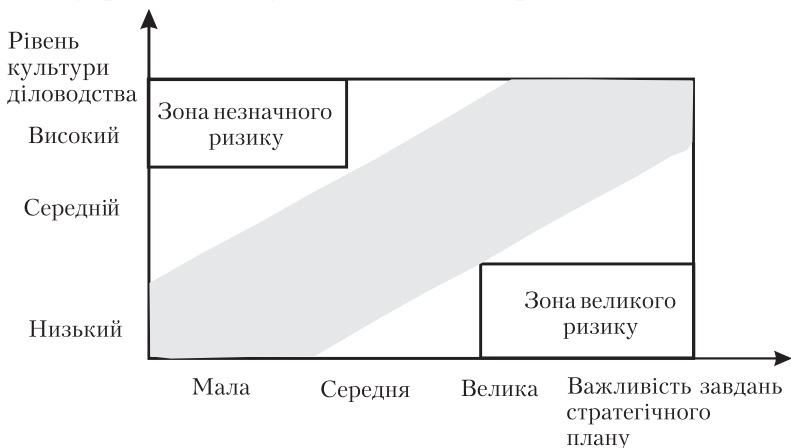 Рівень
культури
діловодства
Високий
Середній
Низький
Зона незначного
ризику
Зона великого
ризику
Мала
Середня
Велика
Важливість завдань
стратегічного
плану